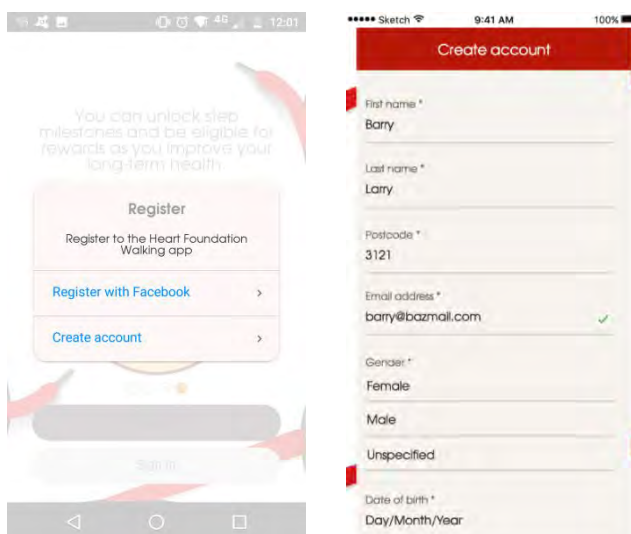 4G 12:01
You can unlock step
milestones and be eligible for
rewards as you improve your
long-term health
Register
Register to the Heart Foundation
Walking app
Register with Facebook
Create account
Sign in
Sketch 9:41 AM 100%
Create account
First name *
Barry
Last name *
Larry
Postcode *
3121
Email address *
barry@bazmail.com
Gender *
Female
Male
Unspecified
Date of birth *
Day/Month/Year